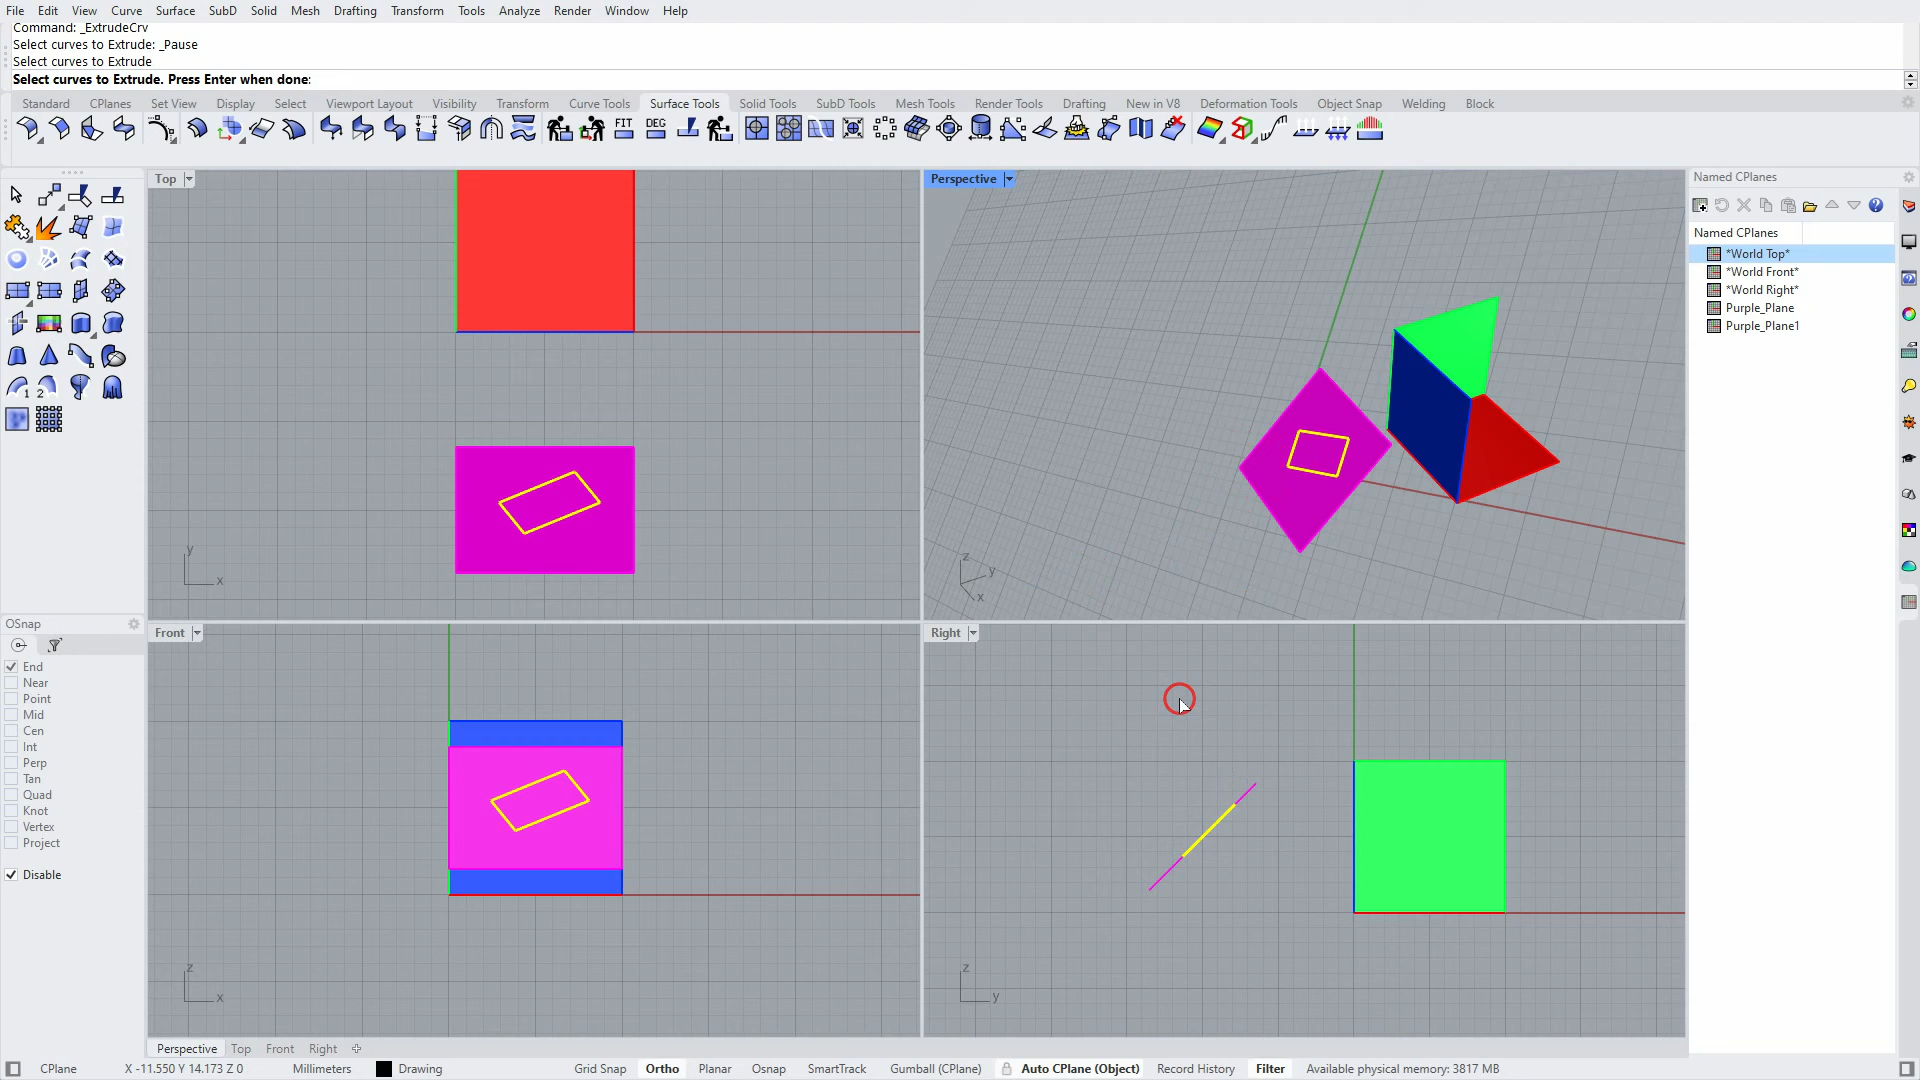 File Edit View Curve Surface SubD Solid Mesh Drafting Transform Tools Analyze Render Window Help
Command: _ExtrudeCrv
Select curves to Extrude: _Pause
Select curves to Extrude
Select curves to Extrude. Press Enter when done:
Standard CPlanes Set View Display Select Viewport Layout Visibility Transform Curve Tools Surface Tools Solid Tools SubD Tools Mesh Tools Render Tools Drafting New in V8 Deformation Tools Object Snap Welding Block
FIT DEG
Top
Perspective
Named CPlanes
Named CPlanes
*World Top*
*World Front*
*World Right*
Purple_Plane
Purple_Plane1
1 2
y
x
z
y
x
OSnap
End
Near
Point
Mid
Cen
Int
Perp
Tan
Quad
Knot
Vertex
Project
Disable
Front
Right
z
x
z
y
Perspective Top Front Right
CPlane X -11.550 Y 14.173 Z 0 Millimeters Drawing Grid Snap Ortho Planar Osnap SmartTrack Gumball (CPlane) Auto CPlane (Object) Record History Filter Available physical memory: 3817 MB